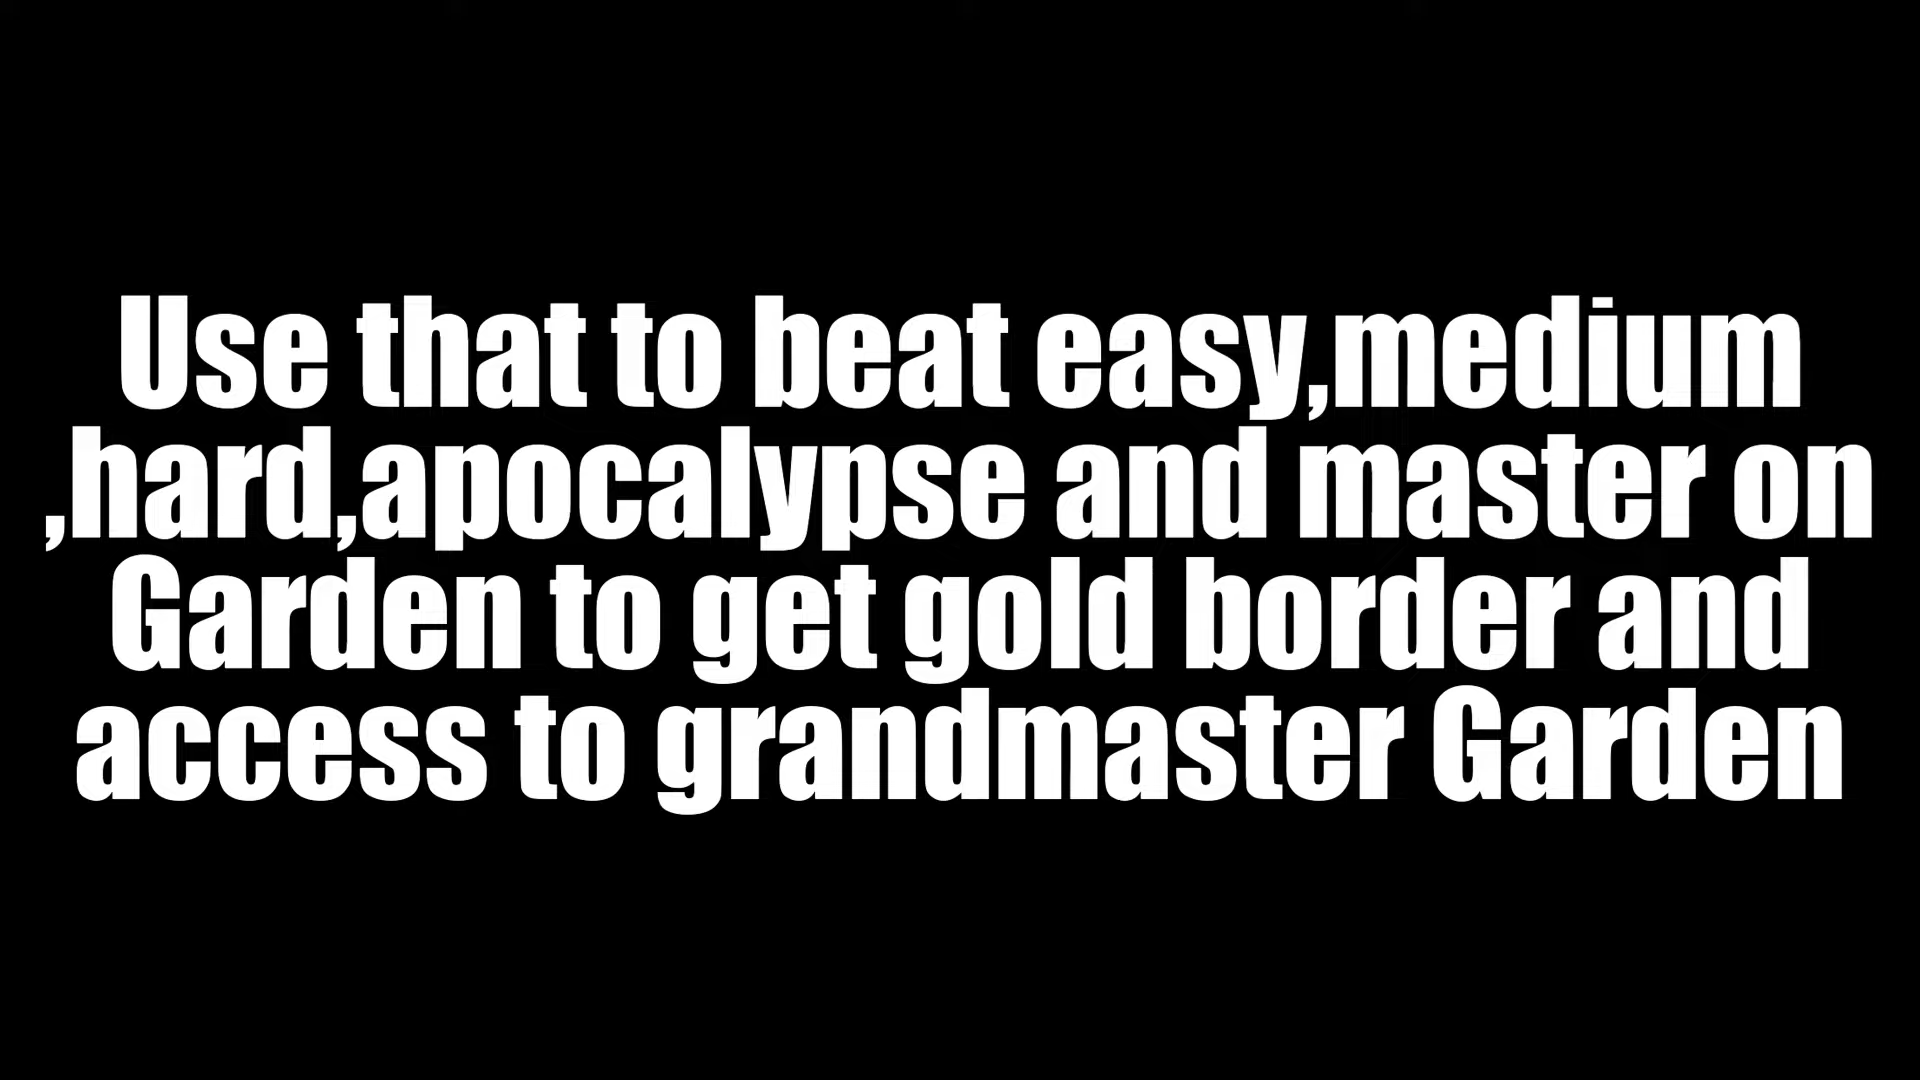 Use that to beat easy,medium
,hard,apocalypse and master on
Garden to get gold border and
access to grandmaster Garden